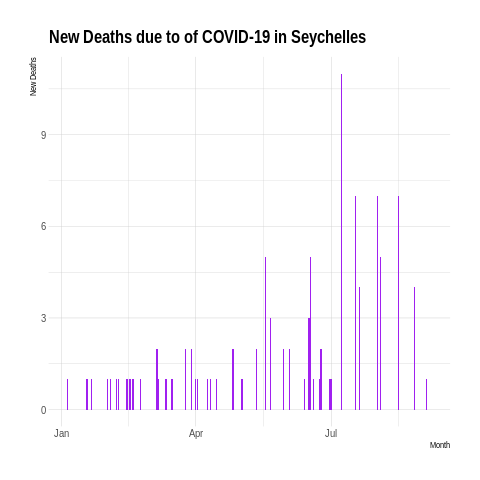 New Deaths due to of COVID-19 in Seychelles
New Deaths
9
6
3
0
Jan Apr Jul
Month